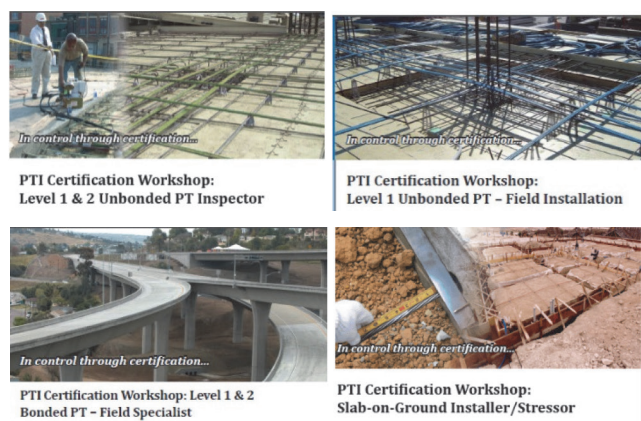 In control through certification...
In control through certification...
PTI Certification Workshop:
Level 1 & 2 Unbonded PT Inspector
PTI Certification Workshop:
Level 1 Unbonded PT – Field Installation
In control through certification...
In control through certification...
PTI Certification Workshop: Level 1 & 2
Bonded PT – Field Specialist
PTI Certification Workshop:
Slab-on-Ground Installer/Stressor